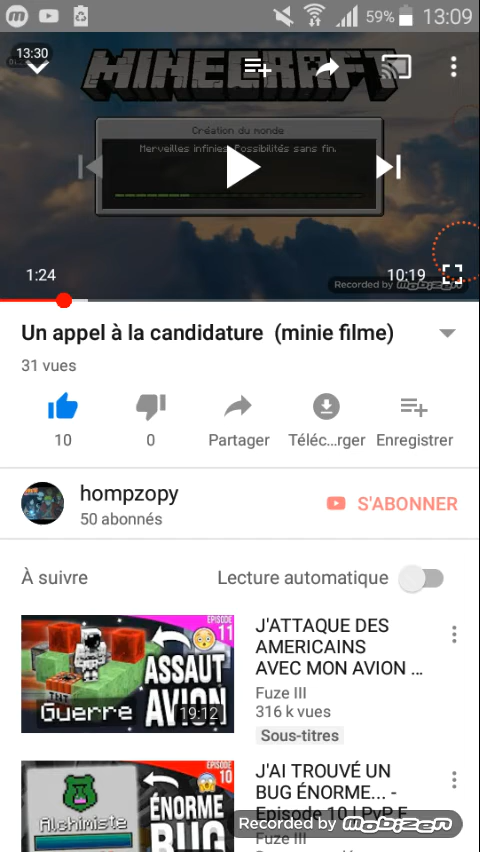 59% 13:09
13:30
MINECRAFT
Création du monde
Merveilles infinies. Possibilités sans fin.
1:24
10:19
Recorded by mobizen
Un appel à la candidature (minie filme)
31 vues
10
0
Partager
Téléc...rger
Enregistrer
hompzopy
50 abonnés
S'ABONNER
À suivre
Lecture automatique
EPISODE 11
ASSAUT
AVION
TNT
Guerre
19:12
J'ATTAQUE DES
AMERICAINS
AVEC MON AVION ...
Fuze III
316 k vues
Sous-titres
EPISODE 10
ÉNORME
BUG
Alchimiste
J'AI TROUVÉ UN
BUG ÉNORME... -
Episode 10 | PvP F
Fuze III
Recorded by mobizen